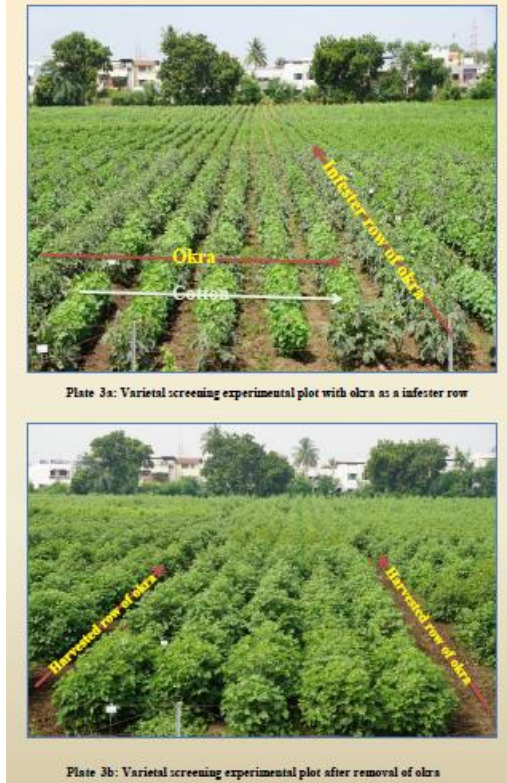 Infester row of okra
Okra
Cotton
Plate 3a: Varietal screening experimental plot with okra as a infester row
Harvested row of okra
Harvested row of okra
Plate 3b: Varietal screening experimental plot after removal of okra